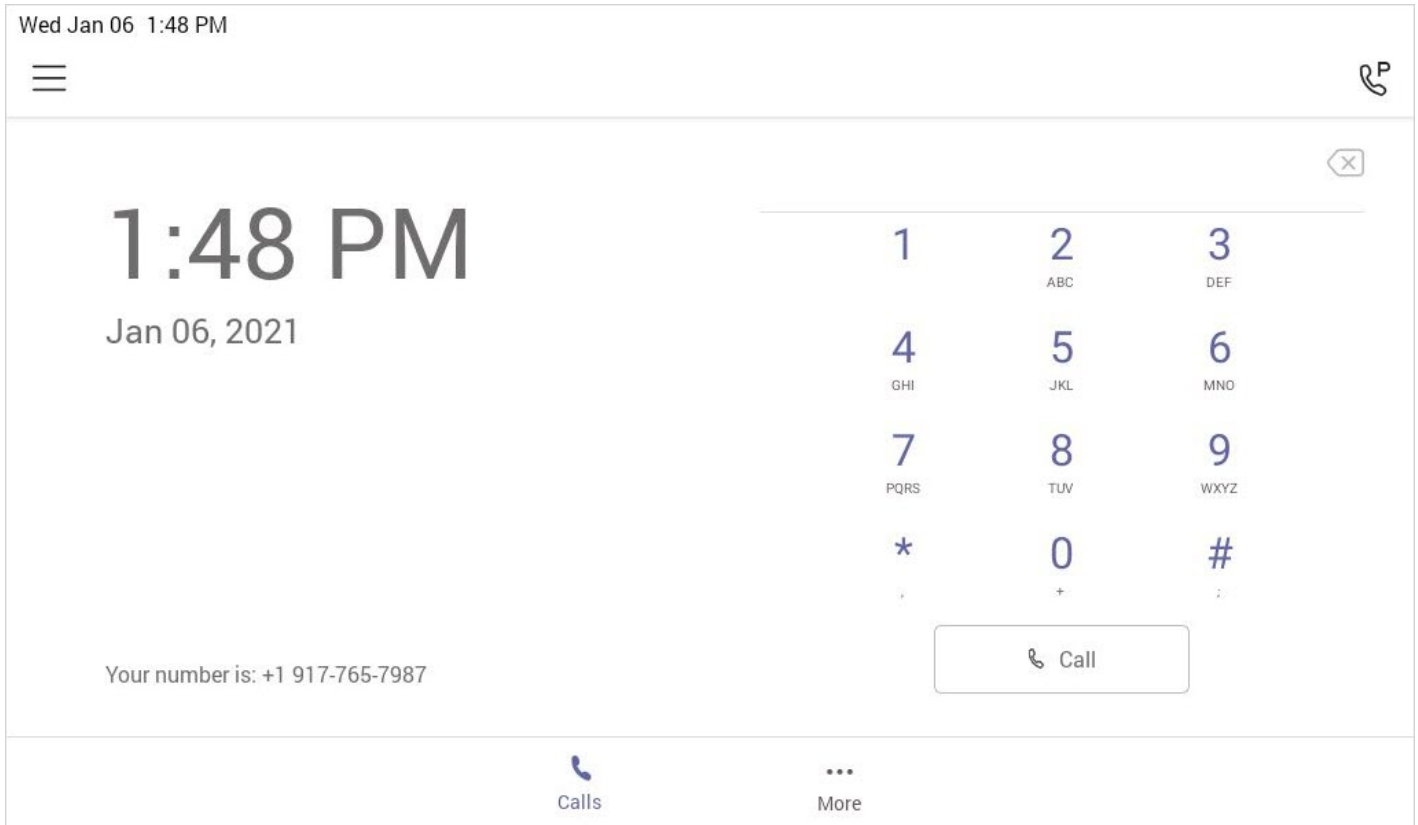 Wed Jan 06 1:48 PM
P
1:48 PM
Jan 06, 2021
1 2 3
ABC DEF
4 5 6
GHI JKL MNO
7 8 9
PQRS TUV WXYZ
* 0 #
, + ;
Call
Your number is: +1 917-765-7987
Calls More